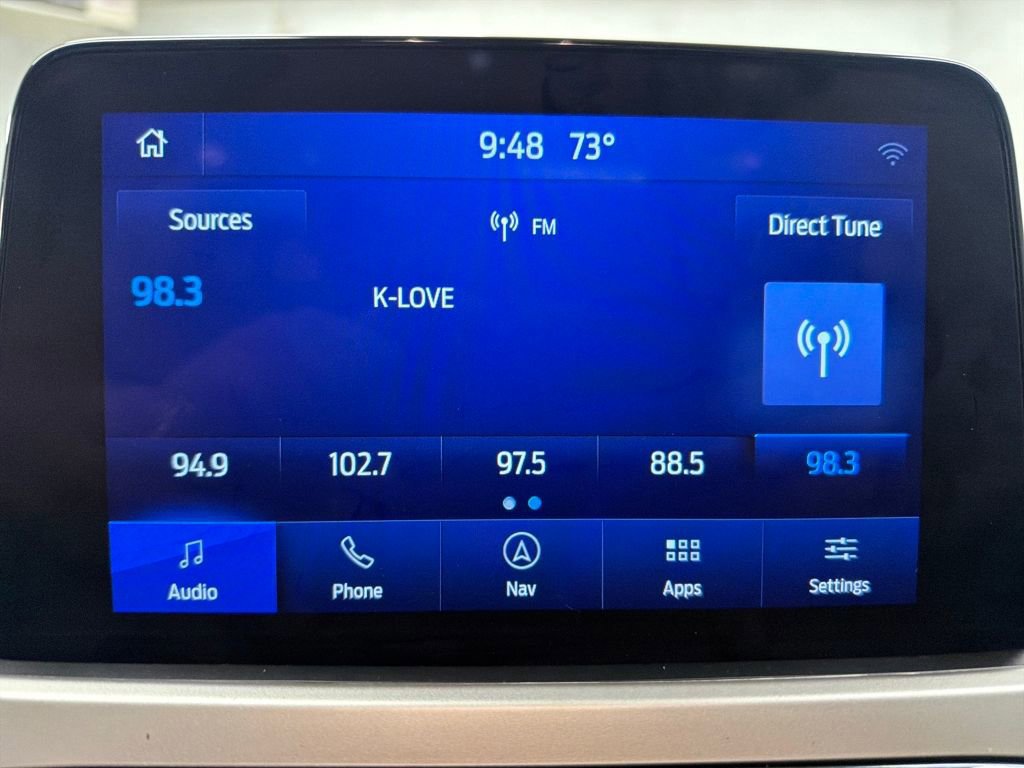 9:48 73°
Sources
FM
Direct Tune
98.3
K-LOVE
94.9
102.7
97.5
88.5
98.3
Audio
Phone
Nav
Apps
Settings